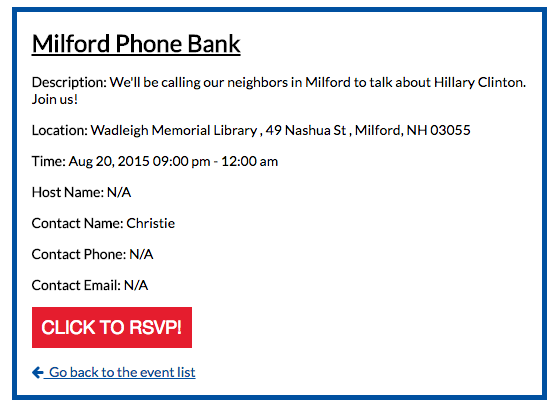 Milford Phone Bank
Description: We'll be calling our neighbors in Milford to talk about Hillary Clinton.
Join us!
Location: Wadleigh Memorial Library , 49 Nashua St , Milford, NH 03055
Time: Aug 20, 2015 09:00 pm - 12:00 am
Host Name: N/A
Contact Name: Christie
Contact Phone: N/A
Contact Email: N/A
CLICK TO RSVP!
Go back to the event list